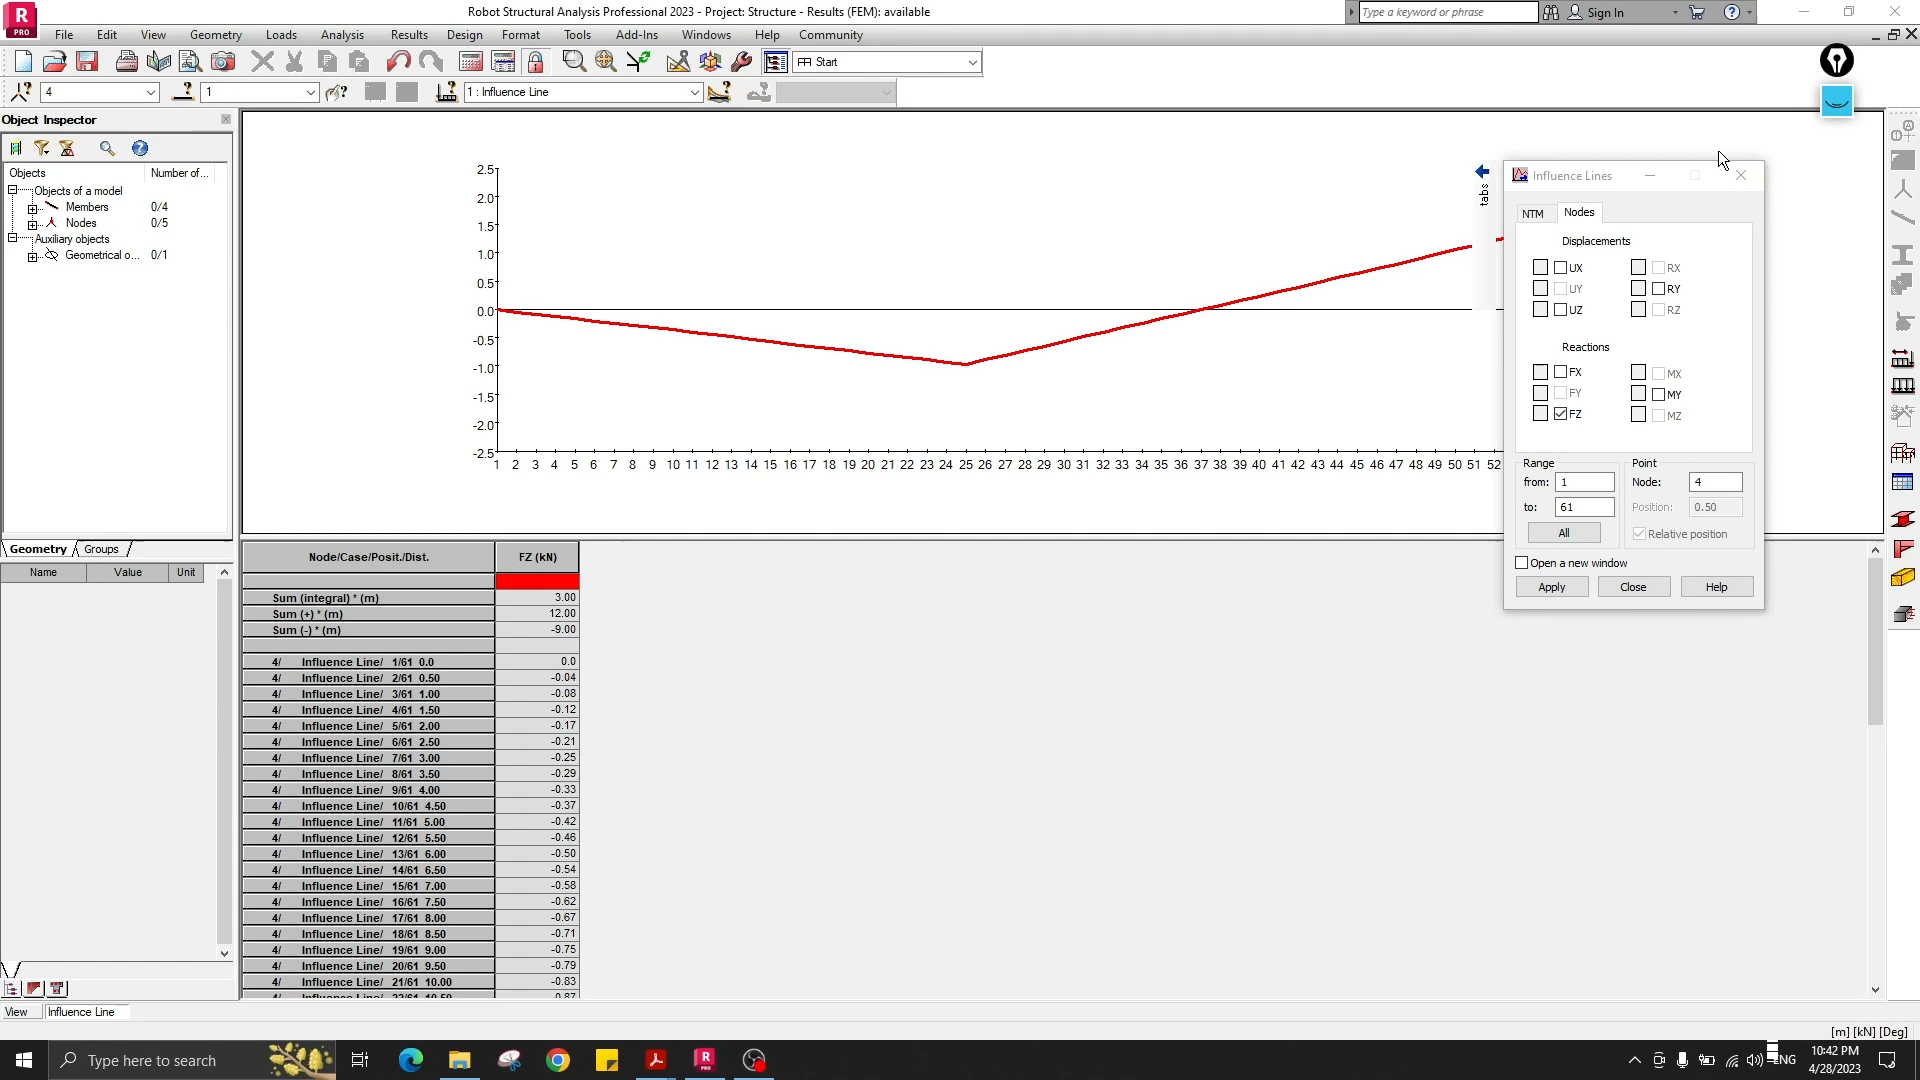 Robot Structural Analysis Professional 2023 - Project: Structure - Results (FEM): available
Type a keyword or phrase
Sign In
R
PRO
File Edit View Geometry Loads Analysis Results Design Format Add-Ins Tools Windows Help Community
Start
4
1
1 : Influence Line
Object Inspector
Objects Number of...
Objects of a model
Members 0/4
Nodes 0/5
Auxiliary objects
Geometrical o... 0/1
Geometry Groups
Name Value Unit
2.5
2.0
1.5
1.0
0.5
0.0
-0.5
-1.0
-1.5
-2.0
-2.5
1 2 3 4 5 6 7 8 9 10 11 12 13 14 15 16 17 18 19 20 21 22 23 24 25 26 27 28 29 30 31 32 33 34 35 36 37 38 39 40 41 42 43 44 45 46 47 48 49 50 51 52
tabs
Influence Lines
NTM Nodes
Displacements
UX RX
UY RY
UZ RZ
Reactions
FX MX
FY MY
FZ MZ
Range Point
from: 1 Node: 4
to: 61 Position: 0.50
All Relative position
Open a new window
Apply Close Help
Node/Case/Posit./Dist. FZ (kN)
Sum (integral) * (m) 3.00
Sum (+) * (m) 12.00
Sum (-) * (m) -9.00
4/ Influence Line/ 1/61 0.0 0.0
4/ Influence Line/ 2/61 0.50 -0.04
4/ Influence Line/ 3/61 1.00 -0.08
4/ Influence Line/ 4/61 1.50 -0.12
4/ Influence Line/ 5/61 2.00 -0.17
4/ Influence Line/ 6/61 2.50 -0.21
4/ Influence Line/ 7/61 3.00 -0.25
4/ Influence Line/ 8/61 3.50 -0.29
4/ Influence Line/ 9/61 4.00 -0.33
4/ Influence Line/ 10/61 4.50 -0.37
4/ Influence Line/ 11/61 5.00 -0.42
4/ Influence Line/ 12/61 5.50 -0.46
4/ Influence Line/ 13/61 6.00 -0.50
4/ Influence Line/ 14/61 6.50 -0.54
4/ Influence Line/ 15/61 7.00 -0.58
4/ Influence Line/ 16/61 7.50 -0.62
4/ Influence Line/ 17/61 8.00 -0.67
4/ Influence Line/ 18/61 8.50 -0.71
4/ Influence Line/ 19/61 9.00 -0.75
4/ Influence Line/ 20/61 9.50 -0.79
4/ Influence Line/ 21/61 10.00 -0.83
4/ Influence Line/ 22/61 10.50 -0.87
View Influence Line
[m] [kN] [Deg]
Type here to search
ENG
10:42 PM
4/28/2023